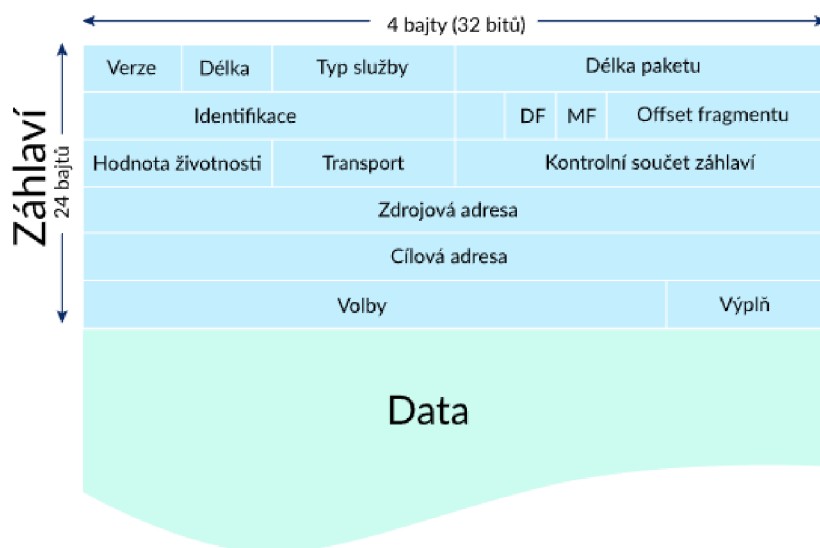 4 bajty (32 bitů)
Záhlaví
24 bajtů
Verze Délka Typ služby Délka paketu
Identifikace DF MF Offset fragmentu
Hodnota životnosti Transport Kontrolní součet záhlaví
Zdrojová adresa
Cílová adresa
Volby Výplň
Data